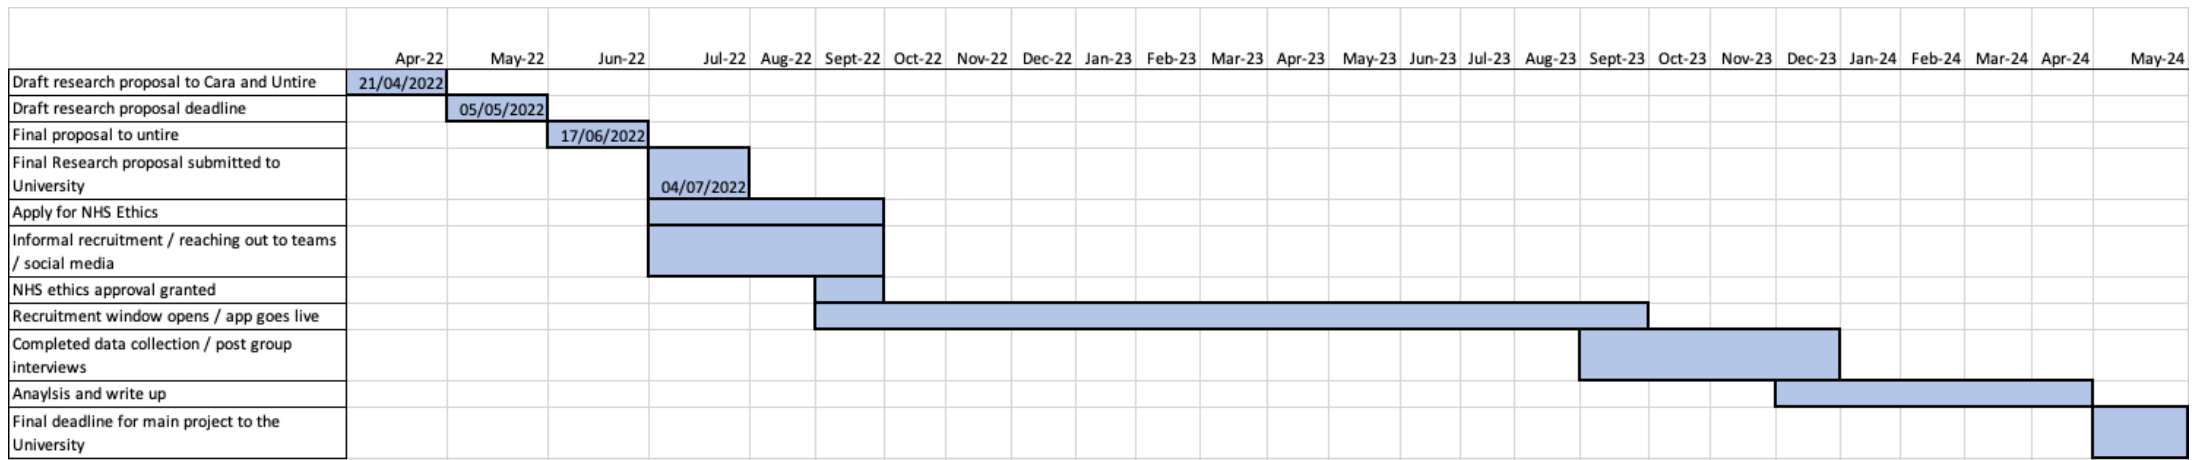 Apr-22 May-22 Jun-22 Jul-22 Aug-22 Sept-22 Oct-22 Nov-22 Dec-22 Jan-23 Feb-23 Mar-23 Apr-23 May-23 Jun-23 Jul-23 Aug-23 Sept-23 Oct-23 Nov-23 Dec-23 Jan-24 Feb-24 Mar-24 Apr-24 May-24
Draft research proposal to Cara and Untire 21/04/2022
Draft research proposal deadline 05/05/2022
Final proposal to untire 17/06/2022
Final Research proposal submitted to
University 04/07/2022
Apply for NHS Ethics
Informal recruitment / reaching out to teams
/ social media
NHS ethics approval granted
Recruitment window opens / app goes live
Completed data collection / post group
interviews
Anaylsis and write up
Final deadline for main project to the
University